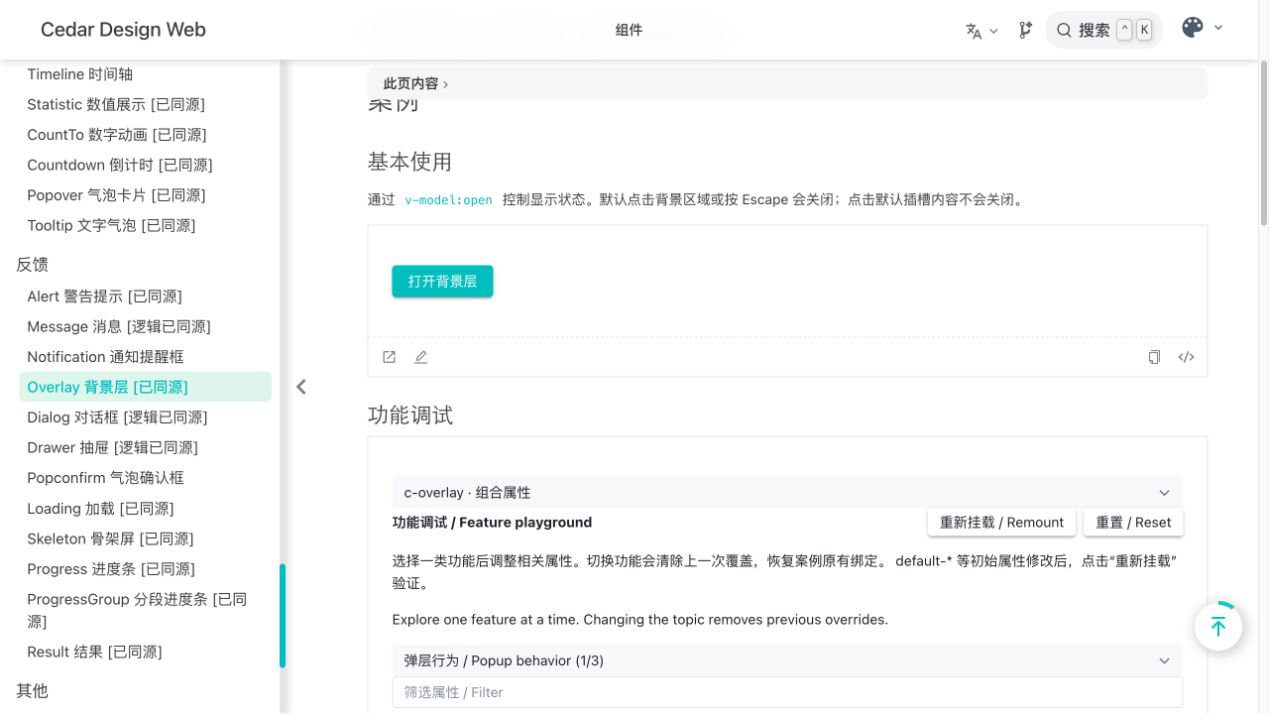 Cedar Design Web
组件
搜索 ^ K
Timeline 时间轴
Statistic 数值展示 [已同源]
CountTo 数字动画 [已同源]
Countdown 倒计时 [已同源]
Popover 气泡卡片 [已同源]
Tooltip 文字气泡 [已同源]
反馈
Alert 警告提示 [已同源]
Message 消息 [逻辑已同源]
Notification 通知提醒框
Overlay 背景层 [已同源]
Dialog 对话框 [逻辑已同源]
Drawer 抽屉 [逻辑已同源]
Popconfirm 气泡确认框
Loading 加载 [已同源]
Skeleton 骨架屏 [已同源]
Progress 进度条 [已同源]
ProgressGroup 分段进度条 [已同
源]
Result 结果 [已同源]
其他
此页内容 ›
案例
基本使用
通过 v-model:open 控制显示状态。默认点击背景区域或按 Escape 会关闭；点击默认插槽内容不会关闭。
打开背景层
功能调试
c-overlay · 组合属性
功能调试 / Feature playground
重新挂载 / Remount
重置 / Reset
选择一类功能后调整相关属性。切换功能会清除上一次覆盖，恢复案例原有绑定。 default-* 等初始属性修改后，点击“重新挂载”
验证。
Explore one feature at a time. Changing the topic removes previous overrides.
弹层行为 / Popup behavior (1/3)
筛选属性 / Filter